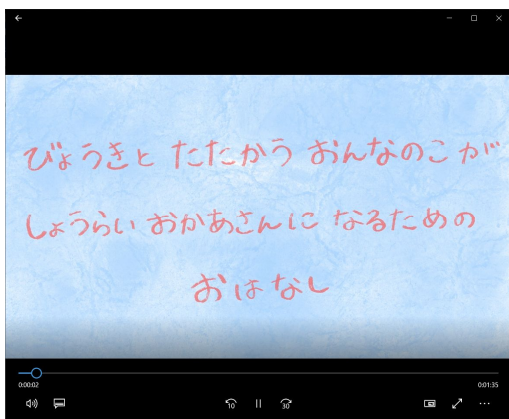 びょうきと たたかう おんなのこ が
しょうらい おかあさんに なるための
おはなし
0:00:02
0:01:35
10
30